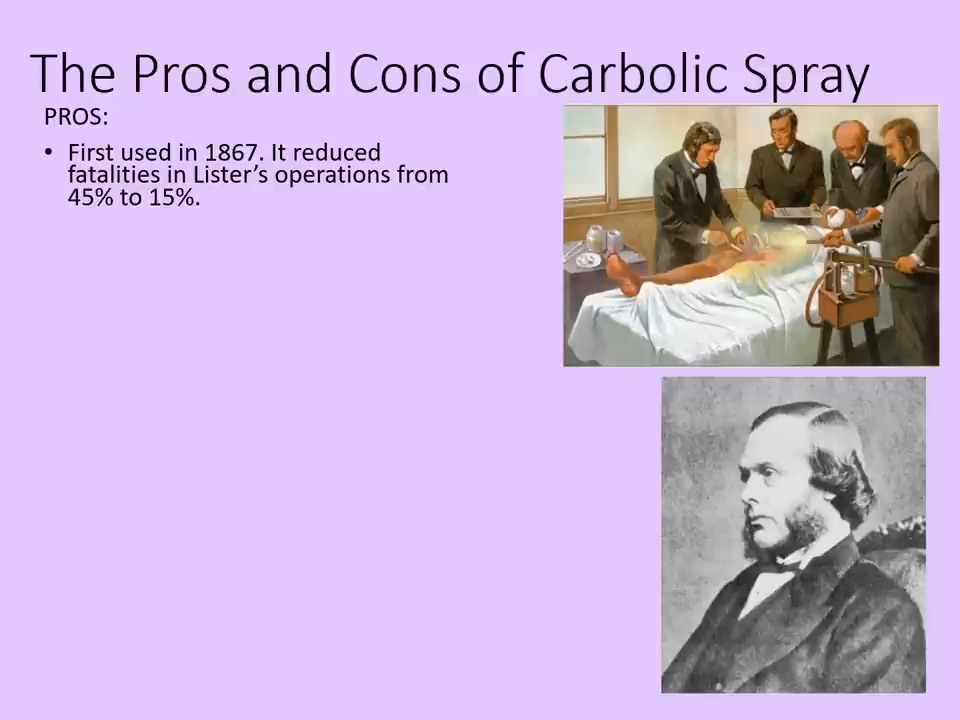 The Pros and Cons of Carbolic Spray
PROS:
• First used in 1867. It reduced
fatalities in Lister’s operations from
45% to 15%.